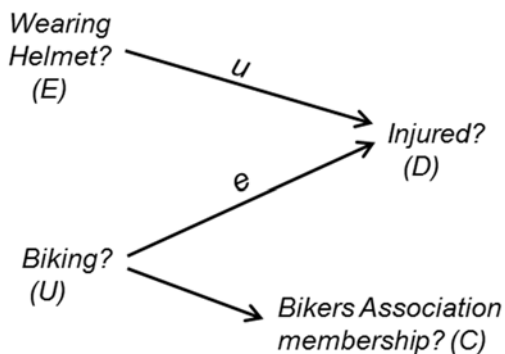 Wearing
Helmet?
(E)
u
Injured?
(D)
e
Biking?
(U)
Bikers Association
membership? (C)